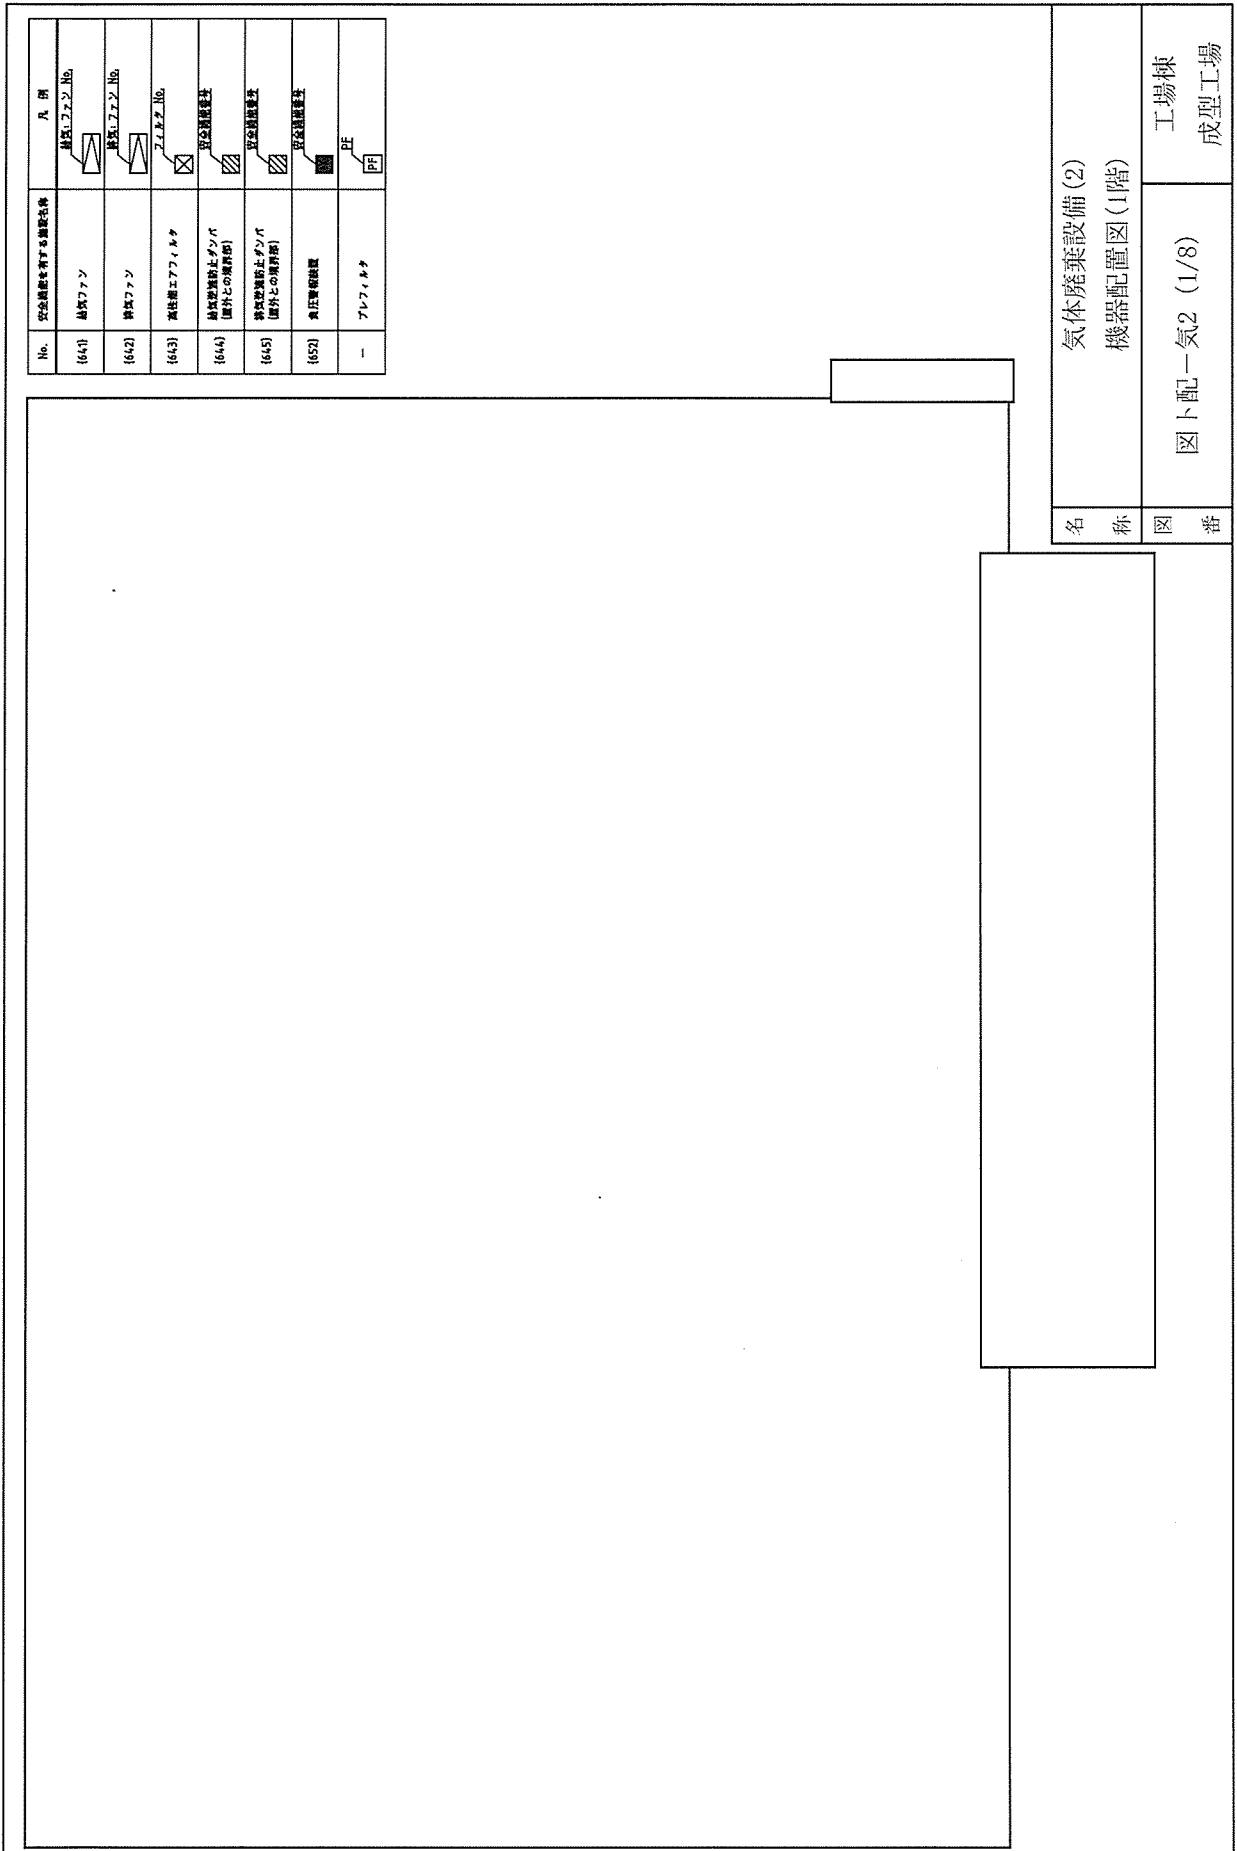 No. 安全機能を有する施設名称 凡 例
{641} 給気ファン 給気:ファン No.
{642} 排気ファン 排気:ファン No.
{643} 高性能エアフィルタ フィルタ No.
{644} 給気逆流防止ダンパ 安全機能番号
(屋外との境界部)
{645} 排気逆流防止ダンパ 安全機能番号
(屋外との境界部)
{652} 負圧警報装置 安全機能番号
— プレフィルタ PF
PF
名称 気体廃棄設備(2)
機器配置図(1階)
工場棟
成型工場
図番 図ト配—気2 (1/8)